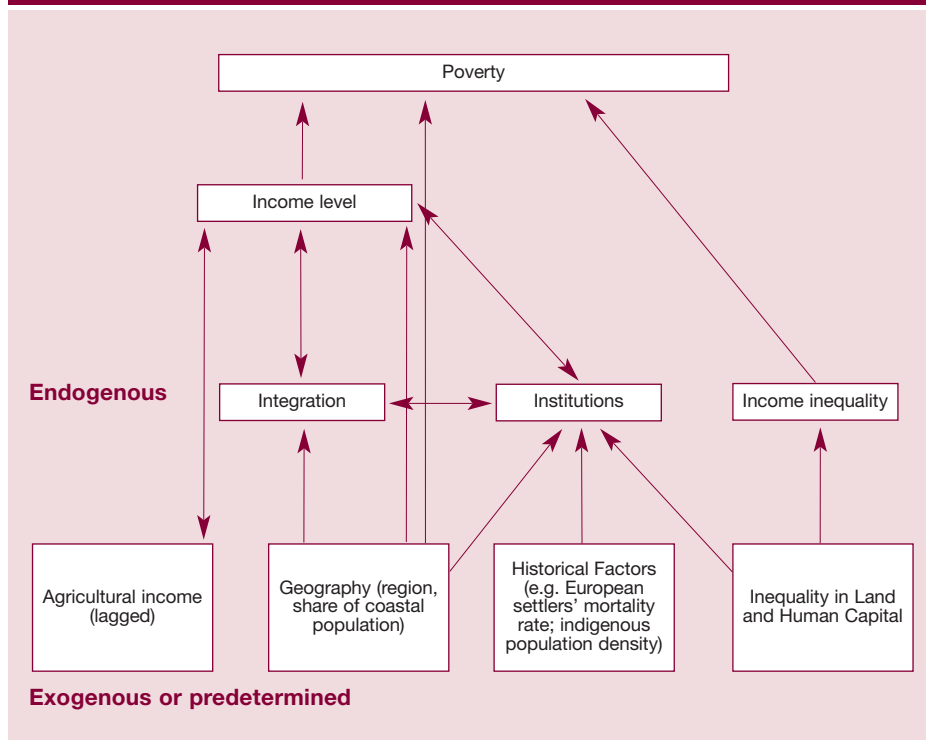 Poverty
Income level
Endogenous
Integration
Institutions
Income inequality
Agricultural income
(lagged)
Geography (region,
share of coastal
population)
Historical Factors
(e.g. European
settlers’ mortality
rate; indigenous
population density)
Inequality in Land
and Human Capital
Exogenous or predetermined